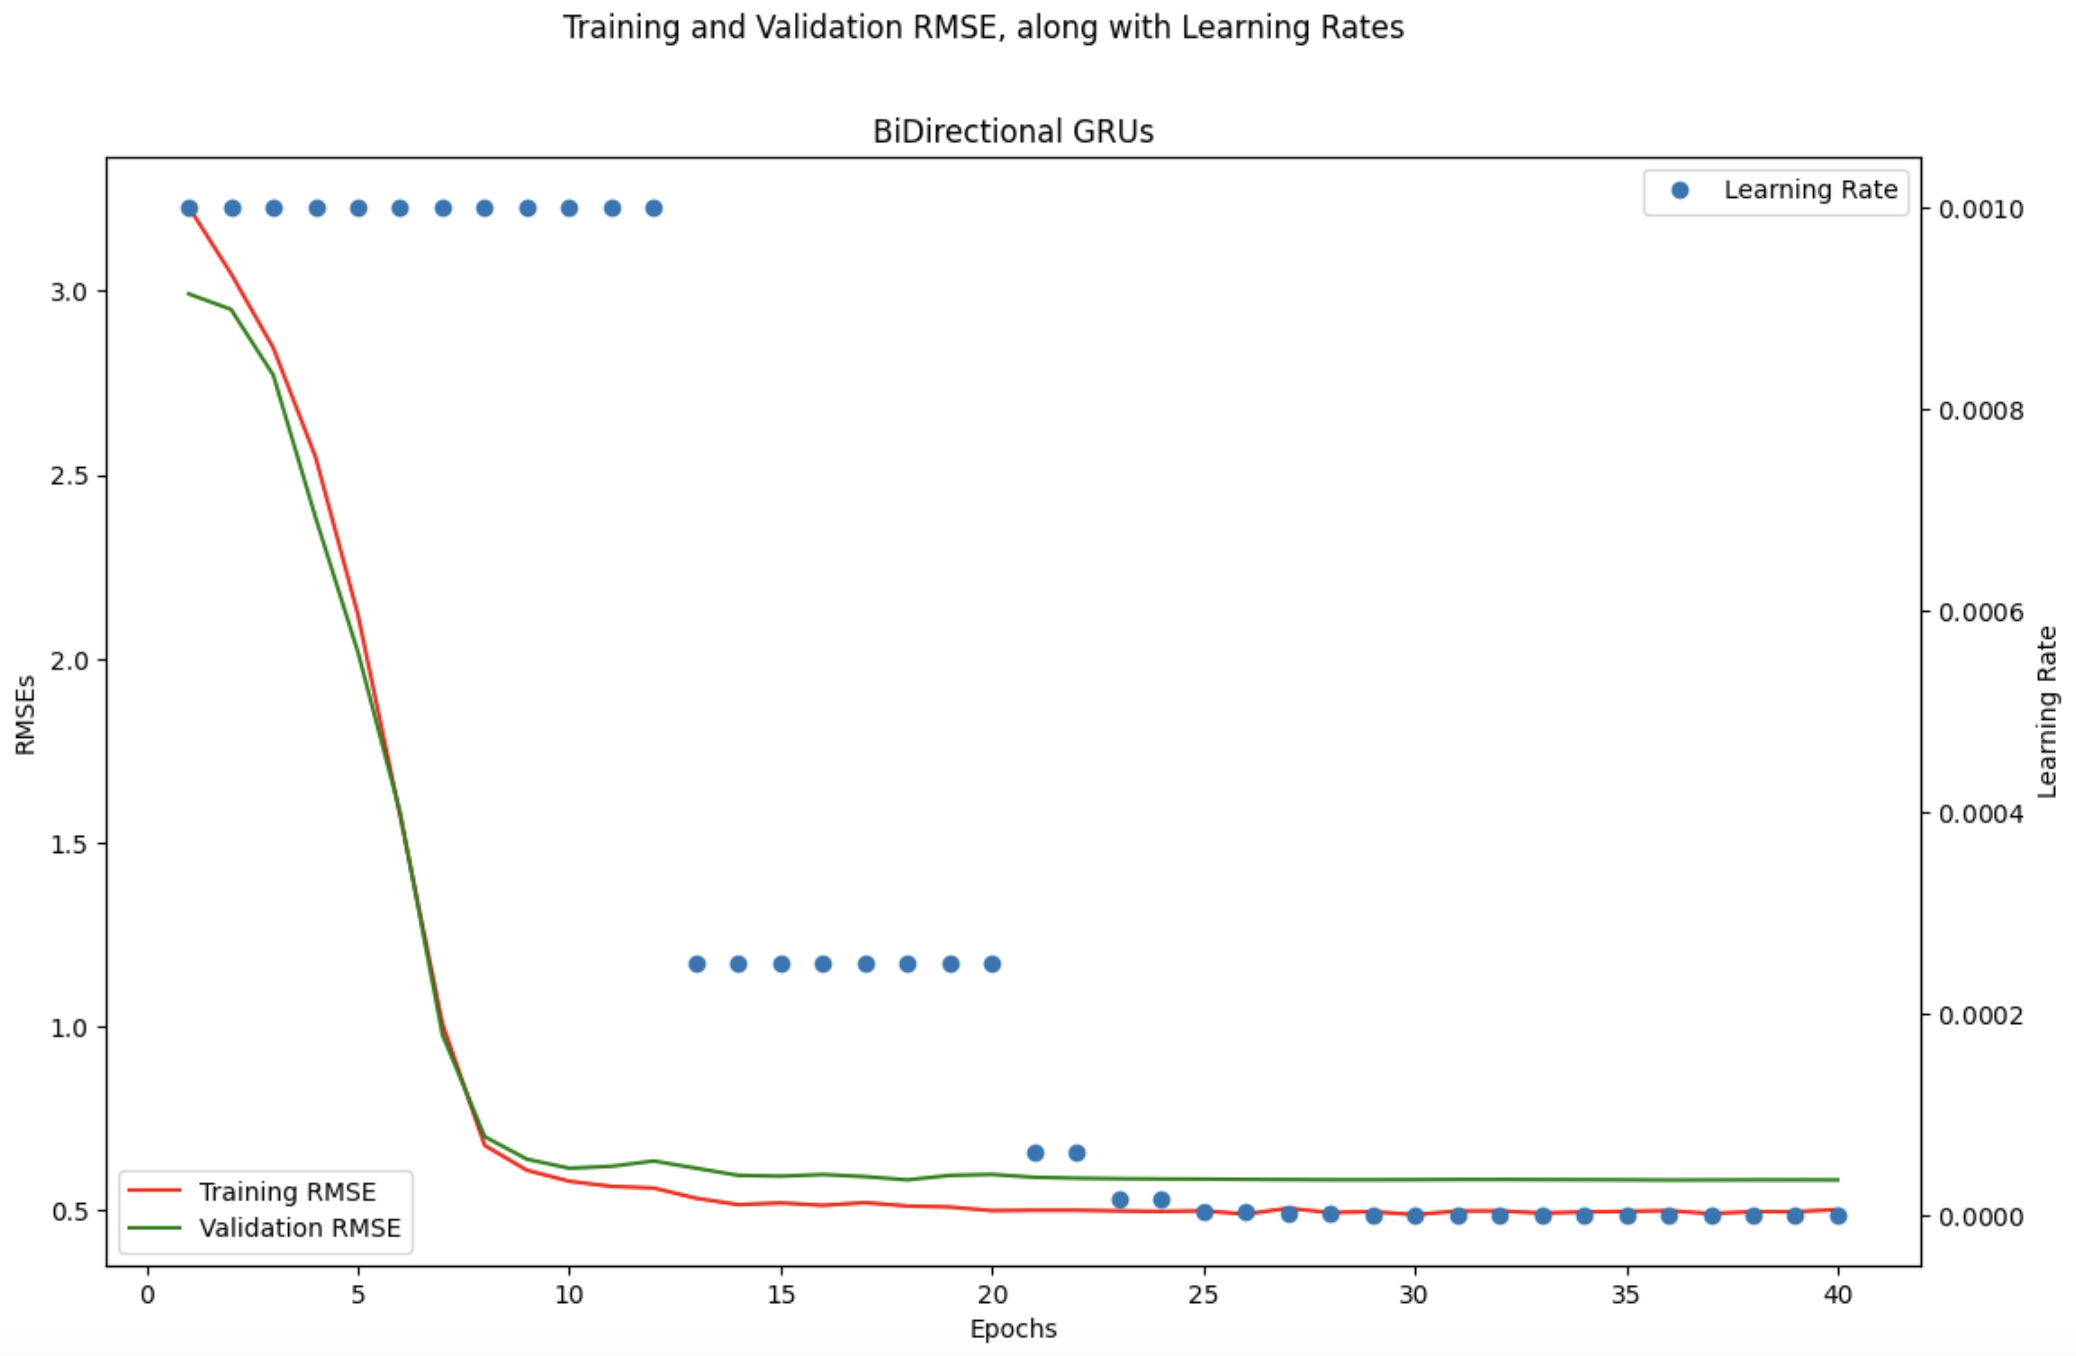 Training and Validation RMSE, along with Learning Rates
BiDirectional GRUs
Learning Rate
0.0010
3.0
0.0008
2.5
0.0006
2.0
RMSEs
Learning Rate
0.0004
1.5
1.0
0.0002
Training RMSE
0.5
0.0000
Validation RMSE
0 5 10 15 20 25 30 35 40
Epochs